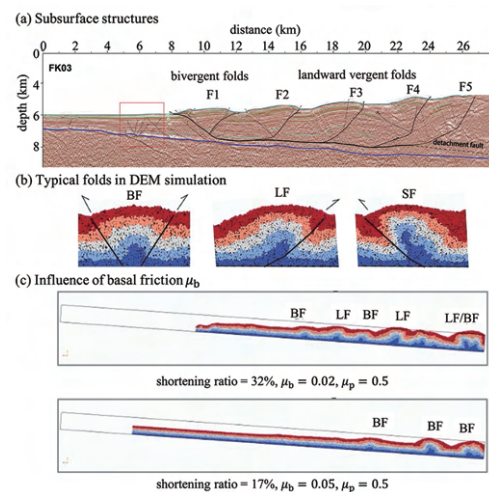 (a) Subsurface structures
distance (km)
0 2 4 6 8 10 12 14 16 18 20 22 24 26
FK03
bivergent folds
landward vergent folds
F1 F2 F3 F4 F5
depth (km)
0
4
6
8
detachment fault
(b) Typical folds in DEM simulation
BF LF SF
(c) Influence of basal friction μb
BF LF BF LF LF/BF
shortening ratio = 32%, μb = 0.02, μp = 0.5
BF BF BF
shortening ratio = 17%, μb = 0.05, μp = 0.5